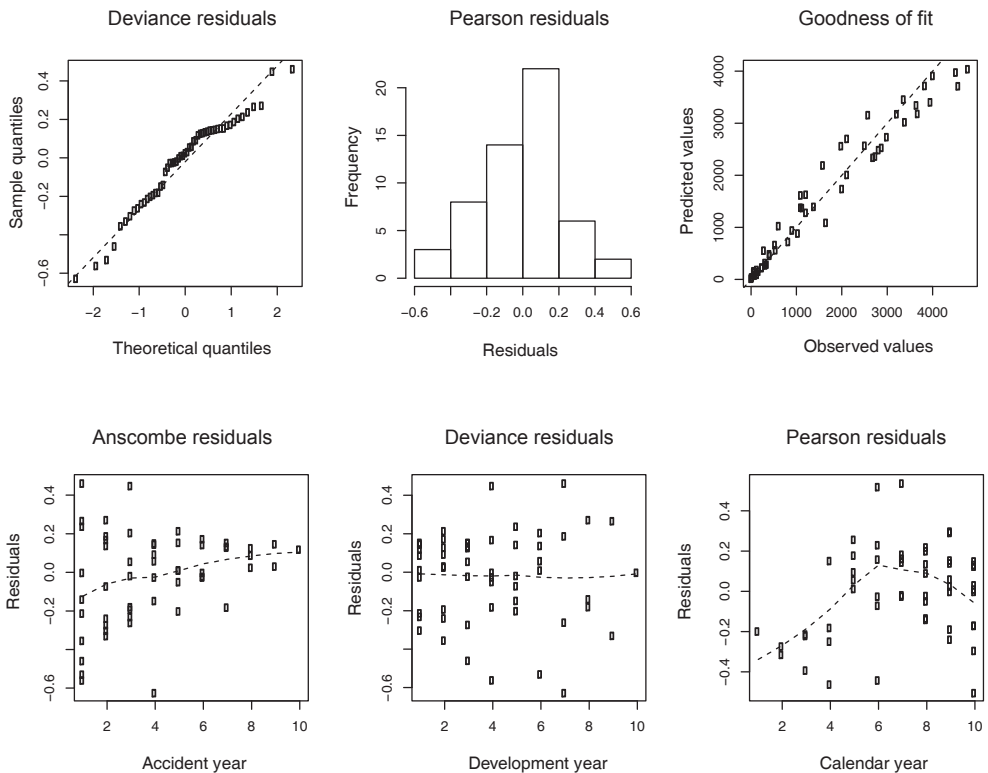 Deviance residuals
Sample quantiles
0.4
0.2
0.0
−0.2
−0.6
−2 −1 0 1 2
Theoretical quantiles
Pearson residuals
Frequency
20
15
10
5
0
−0.6 −0.2 0.0 0.2 0.4 0.6
Residuals
Goodness of fit
Predicted values
4000
3000
2000
1000
0
0 1000 2000 3000 4000
Observed values
Anscombe residuals
Residuals
0.4
0.2
−0.2
−0.6
2 4 6 8 10
Accident year
Deviance residuals
Residuals
0.4
0.2
−0.2
−0.6
2 4 6 8 10
Development year
Pearson residuals
Residuals
0.4
0.2
0.0
−0.2
−0.4
2 4 6 8 10
Calendar year